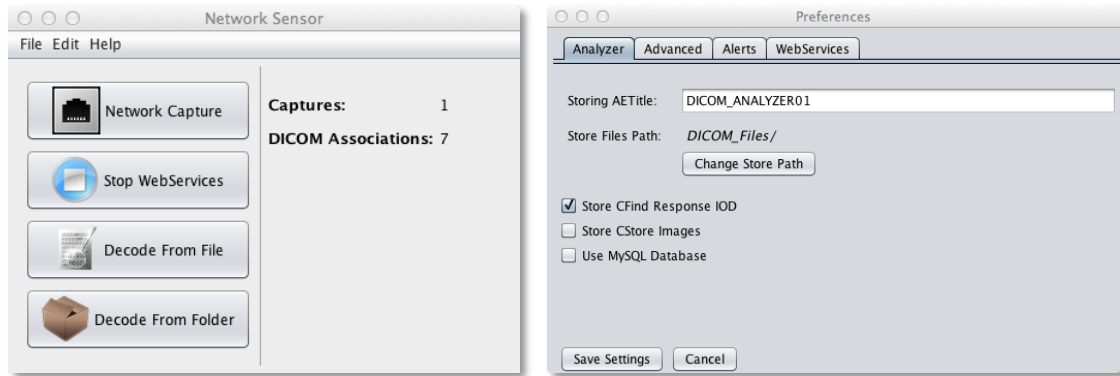 Network Sensor
File Edit Help
Network Capture
Stop WebServices
Decode From File
Decode From Folder
Captures: 1
DICOM Associations: 7
Preferences
Analyzer Advanced Alerts WebServices
Storing AETitle: DICOM_ANALYZER01
Store Files Path: DICOM_Files/
Change Store Path
Store CFind Response IOD
Store CStore Images
Use MySQL Database
Save Settings Cancel